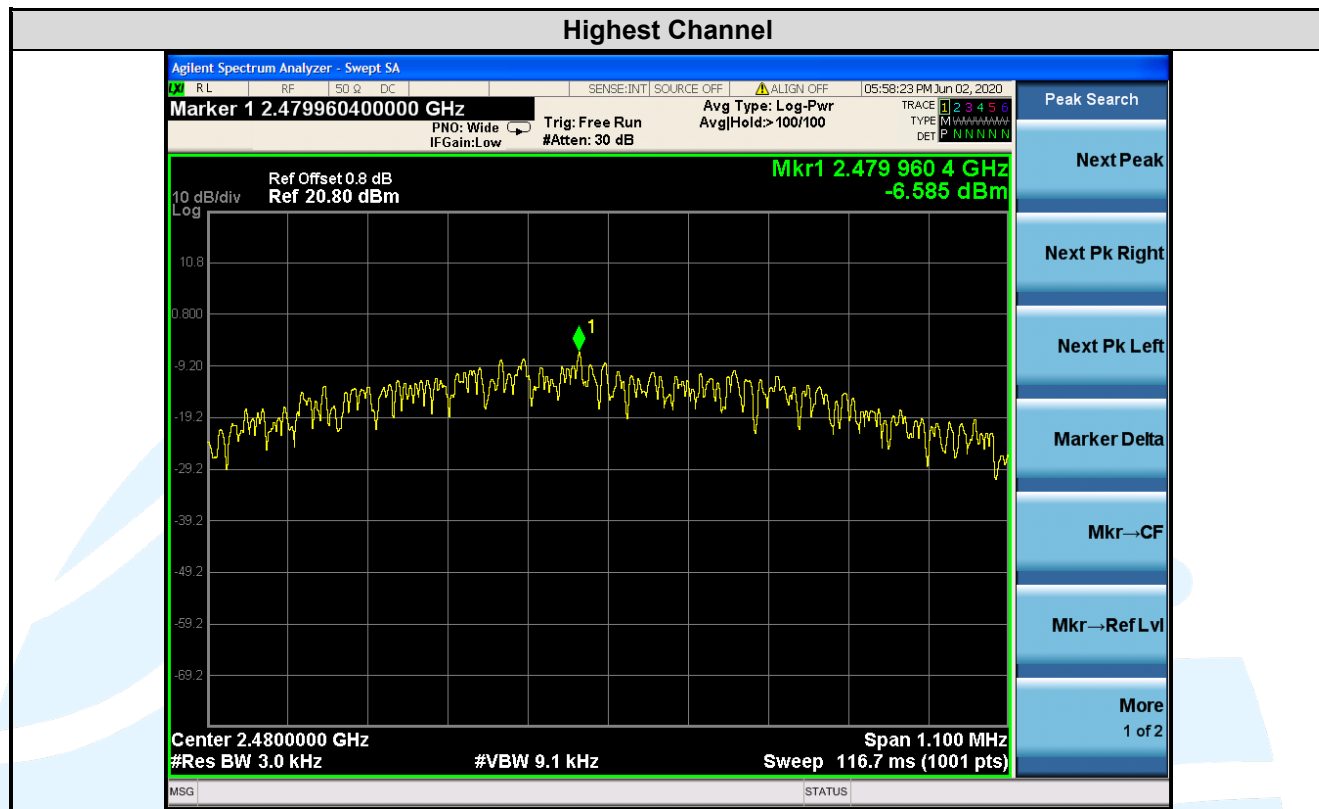 Highest Channel
Agilent Spectrum Analyzer - Swept SA
LXI RL RF 50 Ω DC SENSE:INT SOURCE OFF ⚠ALIGN OFF 05:58:23 PM Jun 02, 2020
Marker 1 2.479960400000 GHz
PNO: Wide
IFGain:Low
Trig: Free Run
#Atten: 30 dB
Avg Type: Log-Pwr
Avg|Hold:> 100/100
TRACE 1 2 3 4 5 6
TYPE M WWWWW
DET P N N N N N
Peak Search
Next Peak
Next Pk Right
Next Pk Left
Marker Delta
Mkr→CF
Mkr→Ref Lvl
More
1 of 2
Mkr1 2.479 960 4 GHz
-6.585 dBm
Ref Offset 0.8 dB
10 dB/div Ref 20.80 dBm
Log
10.8
0.800
1
-9.20
-19.2
-29.2
-39.2
-49.2
-59.2
-69.2
Center 2.4800000 GHz Span 1.100 MHz
#Res BW 3.0 kHz #VBW 9.1 kHz Sweep 116.7 ms (1001 pts)
MSG STATUS